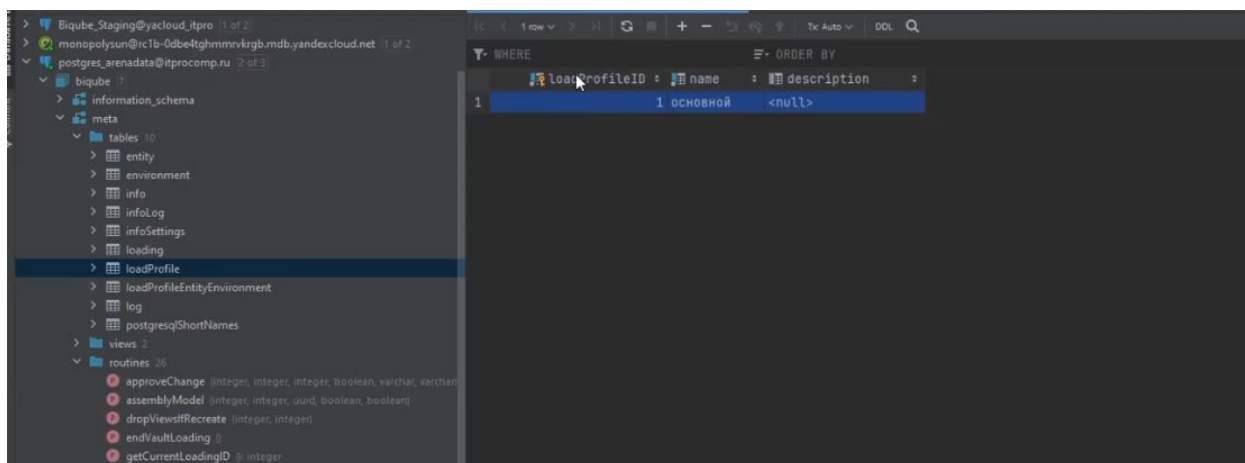 Biqube_Staging@yacloud_itpro 1 of 2
monopolysun@rc1b-0dbe4tghmmrvkrgb.mdb.yandexcloud.net 1 of 2
postgres_arenadata@itprocomp.ru 2 of 3
biqube 7
information_schema
meta
tables 10
entity
environment
info
infoLog
infoSettings
loading
loadProfile
loadProfileEntityEnvironment
log
postgresqlShortNames
views 2
routines 26
approveChange (integer, integer, integer, boolean, varchar, varchar)
assemblyModel (integer, integer, uuid, boolean, boolean)
dropViewsIfRecreate (integer, integer)
endVaultLoading ()
getCurrentLoadingID (): integer
1 row Tx: Auto DDL
WHERE ORDER BY
loadProfileID name description
1 1 основной <null>